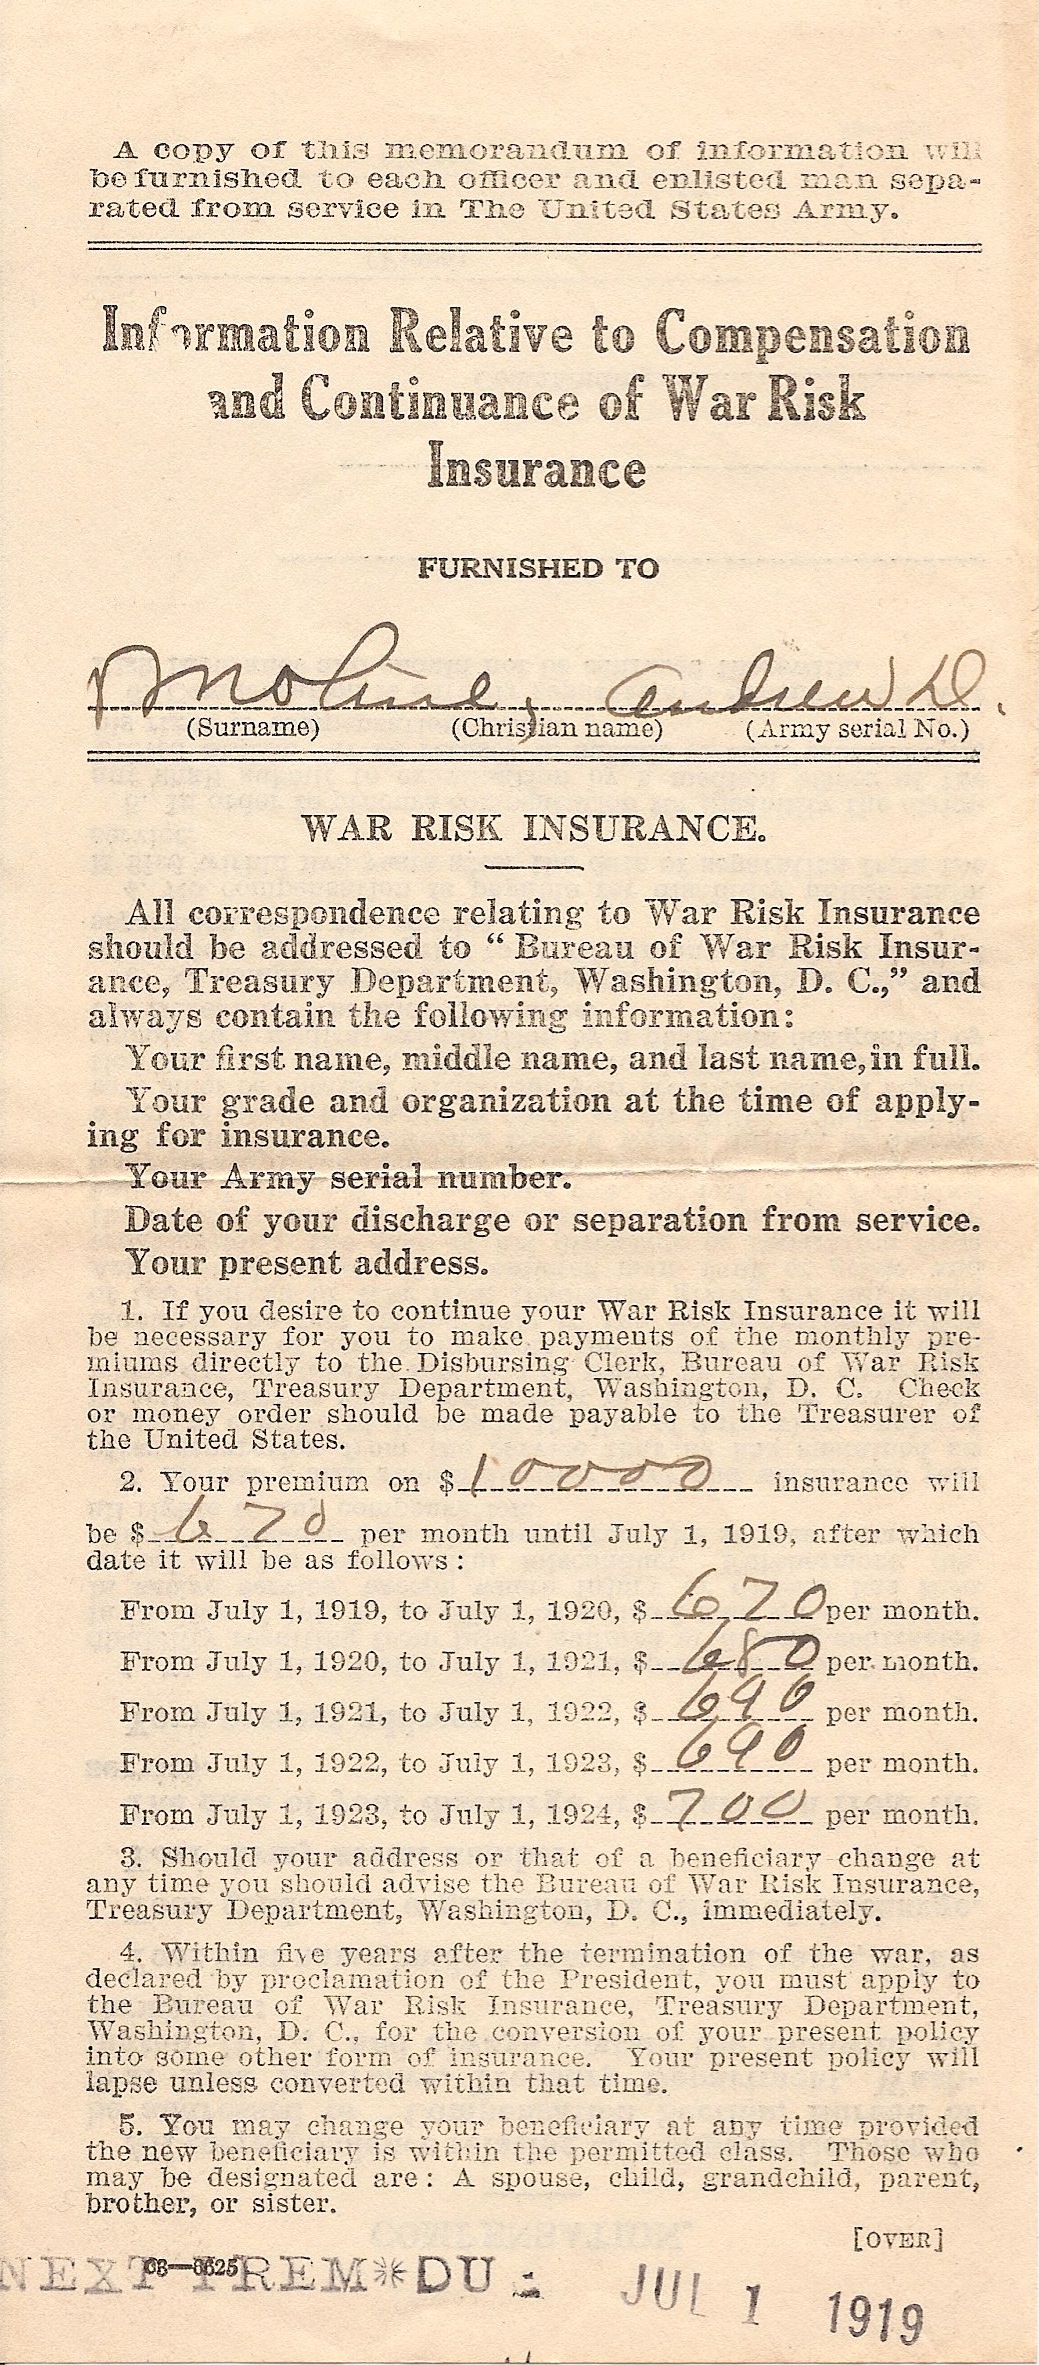 A copy of this memorandum of information will
be furnished to each officer and enlisted man sepa-
rated from service in The United States Army.
Information Relative to Compensation
and Continuance of War Risk
Insurance
FURNISHED TO
Moline, Andrew D.
(Surname) (Christian name) (Army serial No.)
WAR RISK INSURANCE.
All correspondence relating to War Risk Insurance
should be addressed to “Bureau of War Risk Insur-
ance, Treasury Department, Washington, D. C.,” and
always contain the following information:
Your first name, middle name, and last name, in full.
Your grade and organization at the time of apply-
ing for insurance.
Your Army serial number.
Date of your discharge or separation from service.
Your present address.
1. If you desire to continue your War Risk Insurance it will
be necessary for you to make payments of the monthly pre-
miums directly to the Disbursing Clerk, Bureau of War Risk
Insurance, Treasury Department, Washington, D. C. Check
or money order should be made payable to the Treasurer of
the United States.
2. Your premium on $10000 insurance will
be $6 70 per month until July 1, 1919, after which
date it will be as follows:
From July 1, 1919, to July 1, 1920, $6 70 per month.
From July 1, 1920, to July 1, 1921, $6 80 per month.
From July 1, 1921, to July 1, 1922, $6 90 per month.
From July 1, 1922, to July 1, 1923, $6 90 per month.
From July 1, 1923, to July 1, 1924, $7 00 per month.
3. Should your address or that of a beneficiary change at
any time you should advise the Bureau of War Risk Insurance,
Treasury Department, Washington, D. C., immediately.
4. Within five years after the termination of the war, as
declared by proclamation of the President, you must apply to
the Bureau of War Risk Insurance, Treasury Department,
Washington, D. C., for the conversion of your present policy
into some other form of insurance. Your present policy will
lapse unless converted within that time.
5. You may change your beneficiary at any time provided
the new beneficiary is within the permitted class. Those who
may be designated are: A spouse, child, grandchild, parent,
brother, or sister.
[OVER]
NEXT PREM*DU JUL 1 1919